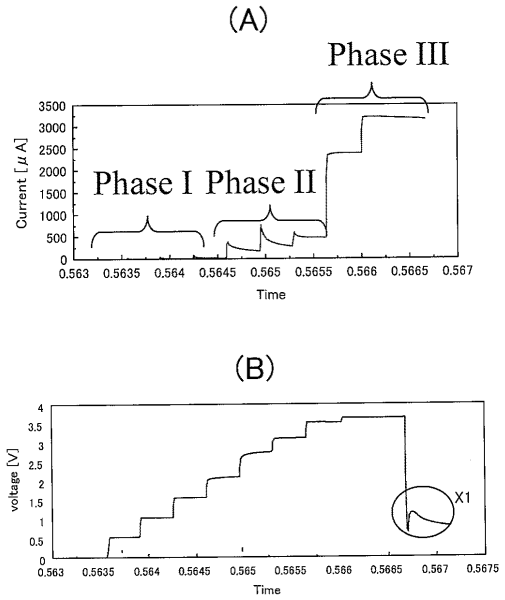 (A)
Phase III
Phase I Phase II
Current [μA]
3500
3000
2500
2000
1500
1000
500
0
0.563 0.5635 0.564 0.5645 0.565 0.5655 0.566 0.5665 0.567
Time
(B)
voltage [V]
4
3.5
3
2.5
2
1.5
1
0.5
0
X1
0.563 0.5635 0.564 0.5645 0.565 0.5655 0.566 0.5665 0.567 0.5675
Time